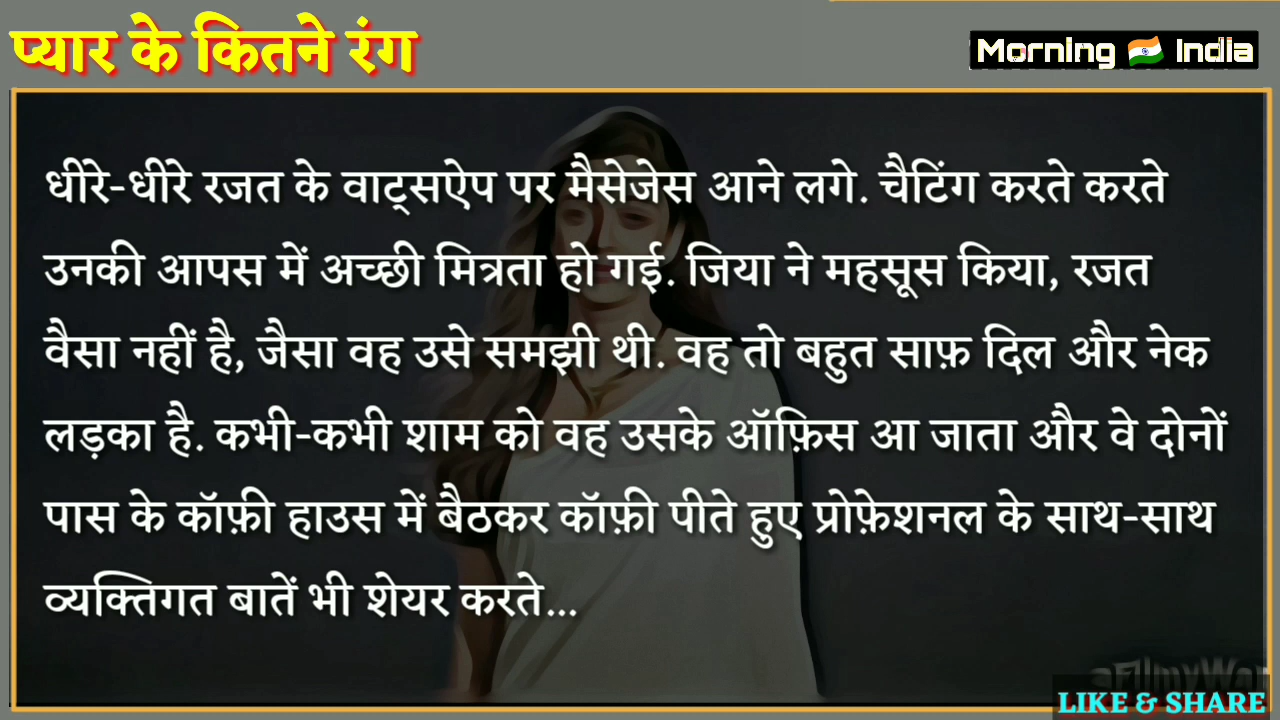 प्यार के कितने रंग
Morning India
धीरे-धीरे रजत के वाट्सऐप पर मैसेजेस आने लगे. चैटिंग करते करते
उनकी आपस में अच्छी मित्रता हो गई. जिया ने महसूस किया, रजत
वैसा नहीं है, जैसा वह उसे समझी थी. वह तो बहुत साफ़ दिल और नेक
लड़का है. कभी-कभी शाम को वह उसके ऑफ़िस आ जाता और वे दोनों
पास के कॉफ़ी हाउस में बैठकर कॉफ़ी पीते हुए प्रोफ़ेशनल के साथ-साथ
व्यक्तिगत बातें भी शेयर करते...
LIKE & SHARE